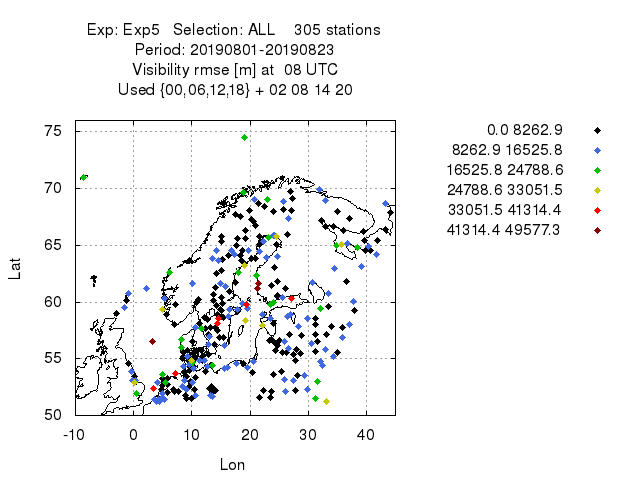 Exp: Exp5 Selection: ALL 305 stations
Period: 20190801-20190823
Visibility rmse [m] at 08 UTC
Used {00,06,12,18} + 02 08 14 20
0.0 8262.9
8262.9 16525.8
16525.8 24788.6
24788.6 33051.5
33051.5 41314.4
41314.4 49577.3
75
70
65
60
55
50
Lat
-10 0 10 20 30 40
Lon